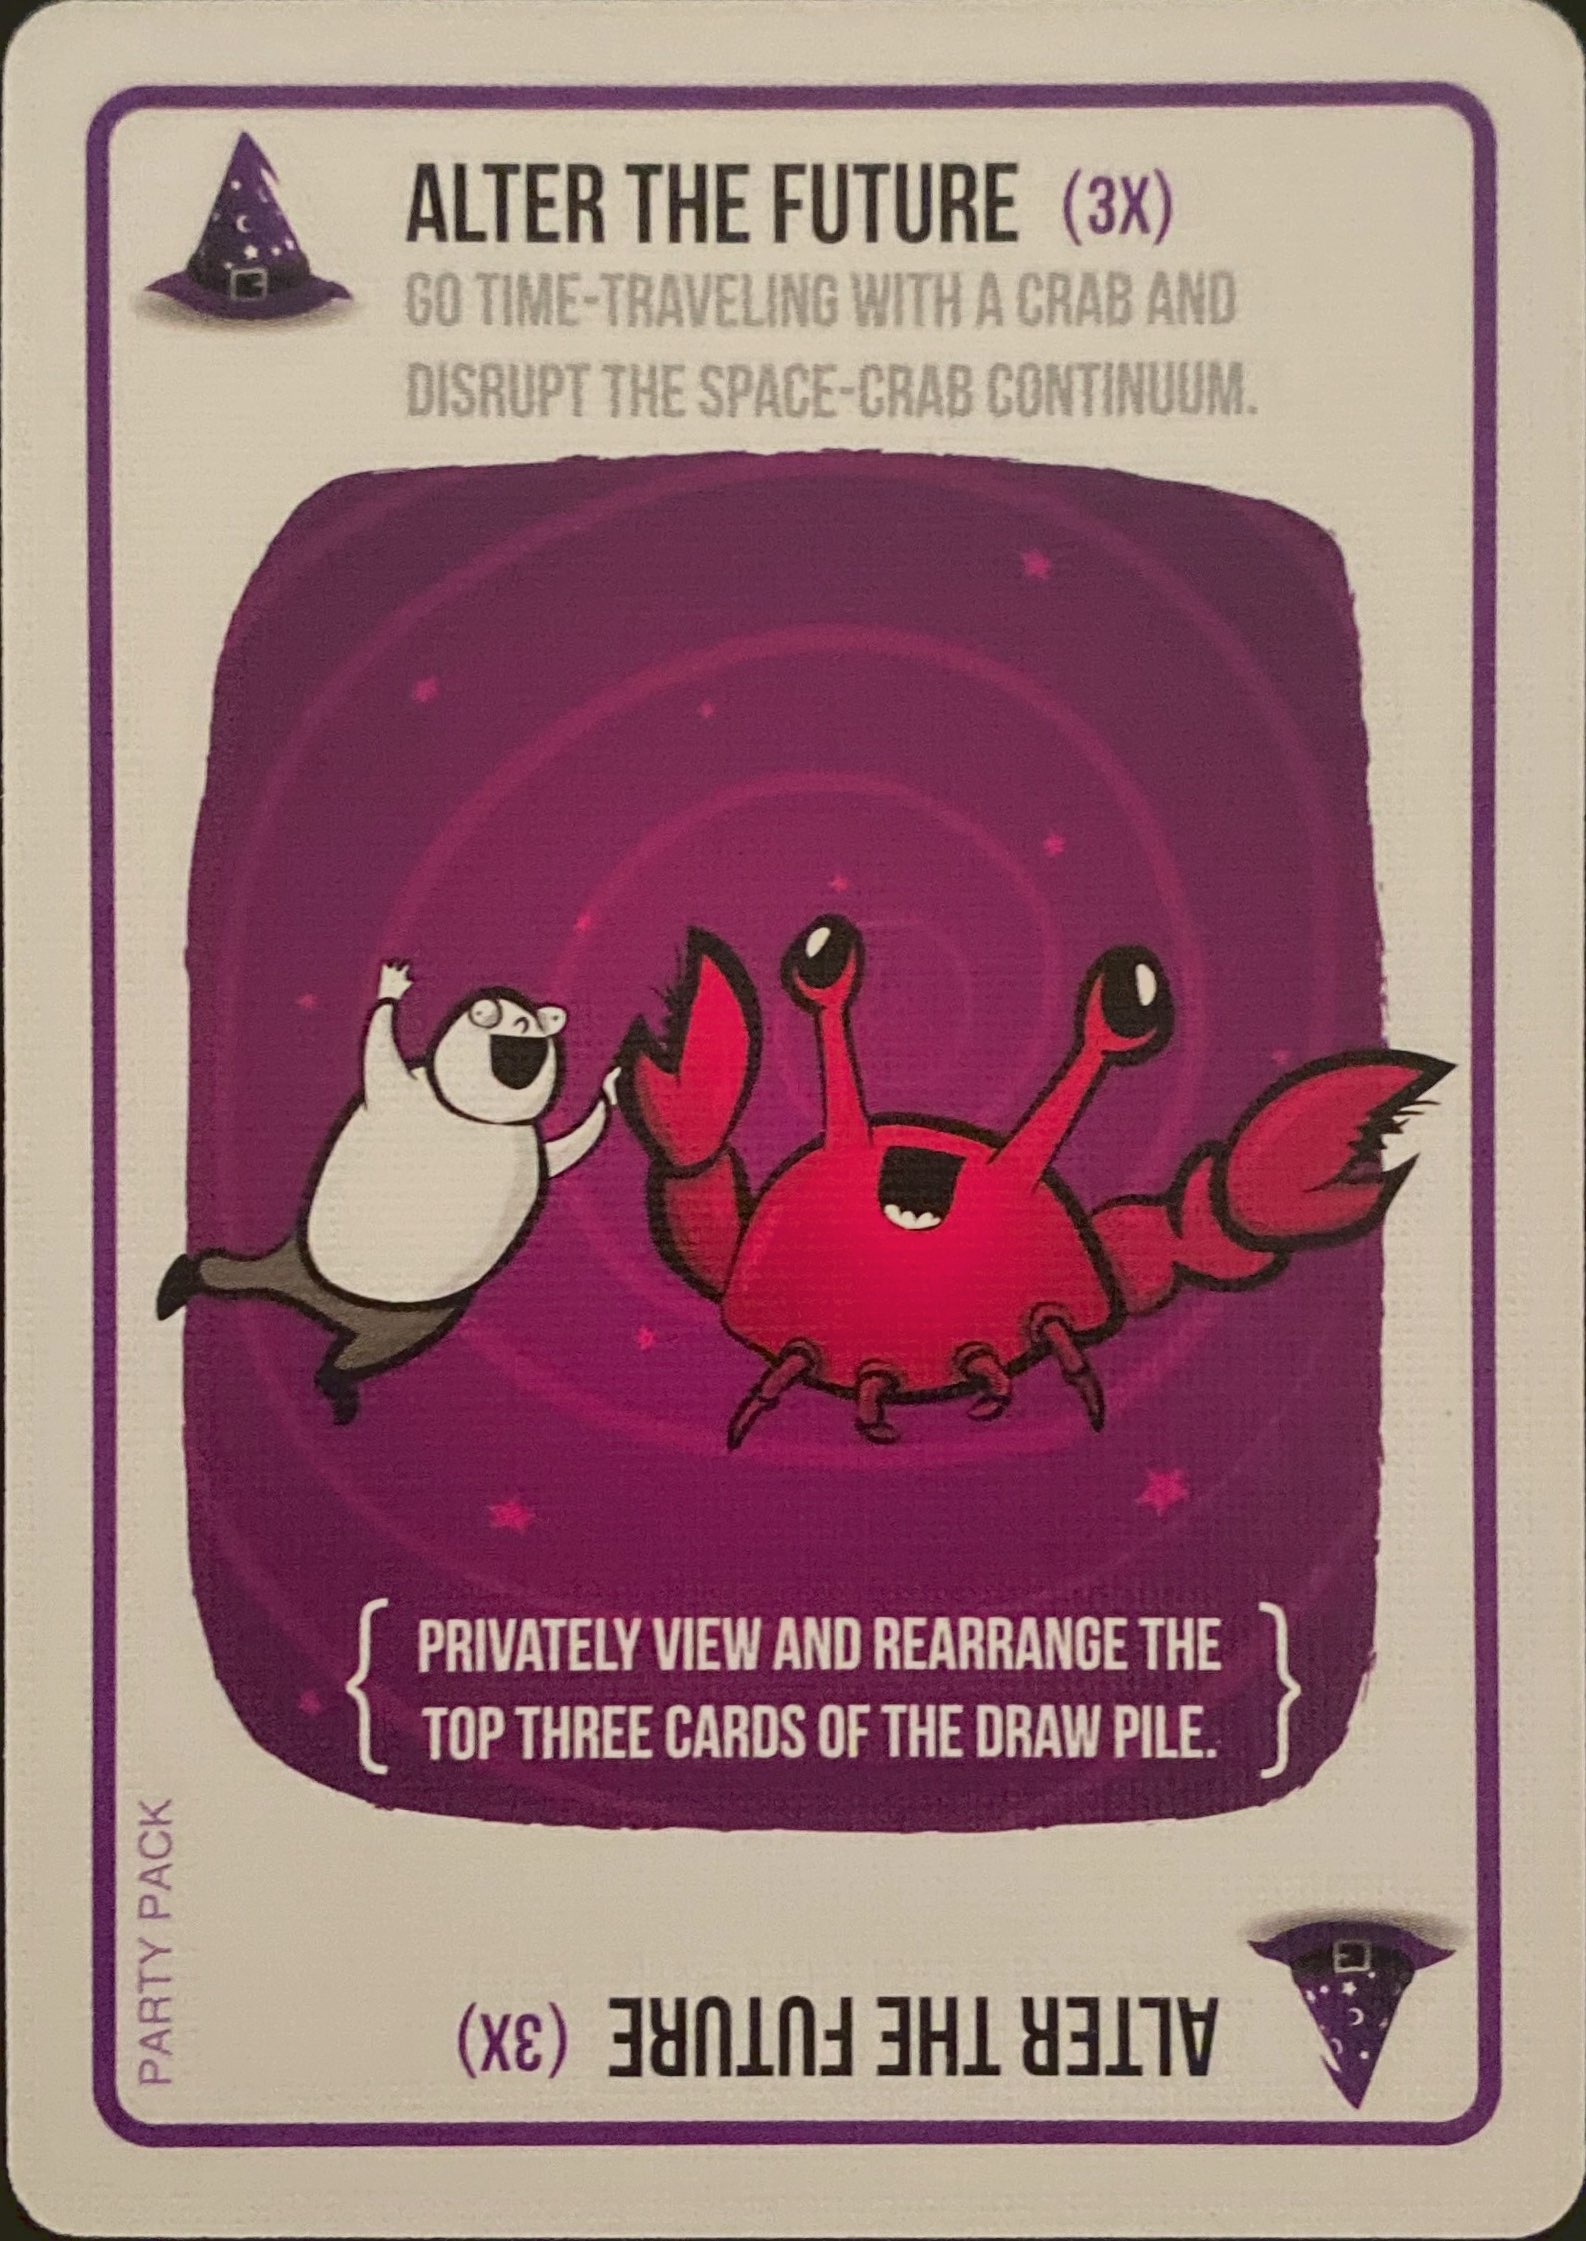 ALTER THE FUTURE (3X)
GO TIME-TRAVELING WITH A CRAB AND
DISRUPT THE SPACE-CRAB CONTINUUM.
PRIVATELY VIEW AND REARRANGE THE
TOP THREE CARDS OF THE DRAW PILE.
PARTY PACK
ALTER THE FUTURE (3X)